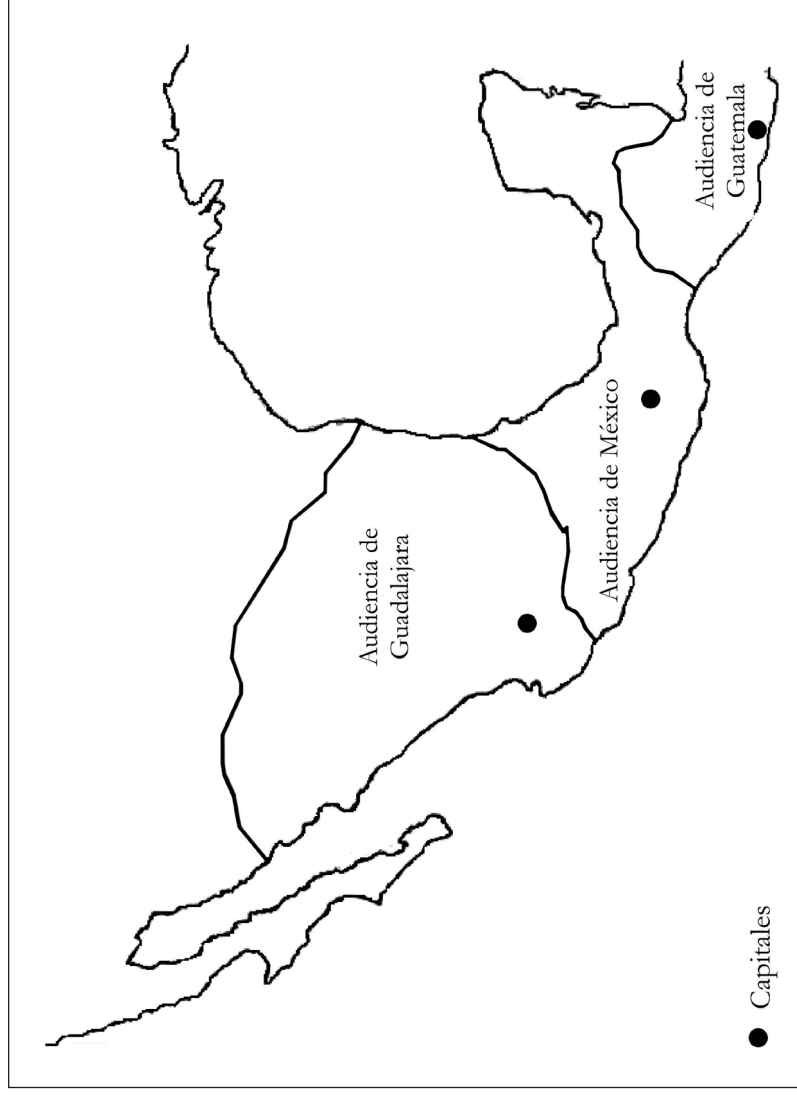 Audiencia de
Guadalajara
Audiencia de México
Audiencia de
Guatemala
Capitales